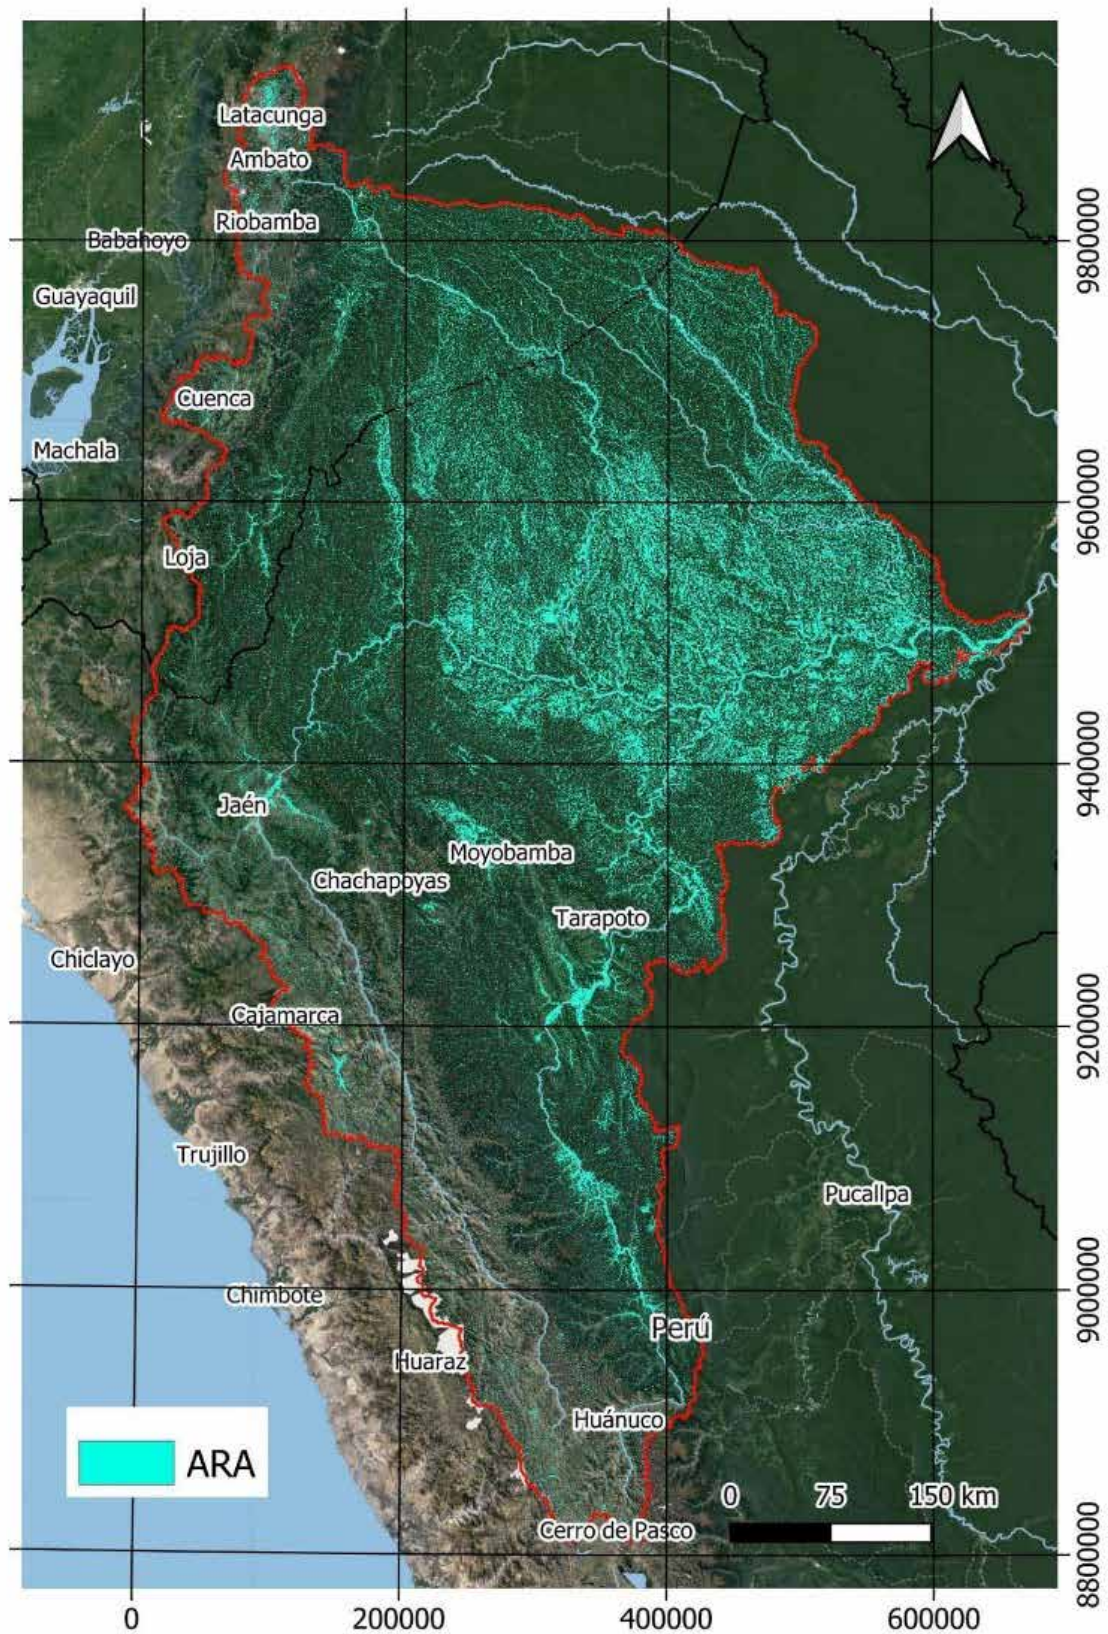 Latacunga
Ambato
Riobamba
Babahoyo
9800000
Guayaquil
Cuenca
Machala
9600000
Loja
9400000
Jaén
Moyobamba
Chachapoyas
Tarapoto
Chiclayo
Cajamarca
9200000
Trujillo
Pucallpa
Chimbote
9000000
Perú
Huaraz
Huánuco
ARA
0 75 150 km
Cerro de Pasco
8800000
0 200000 400000 600000